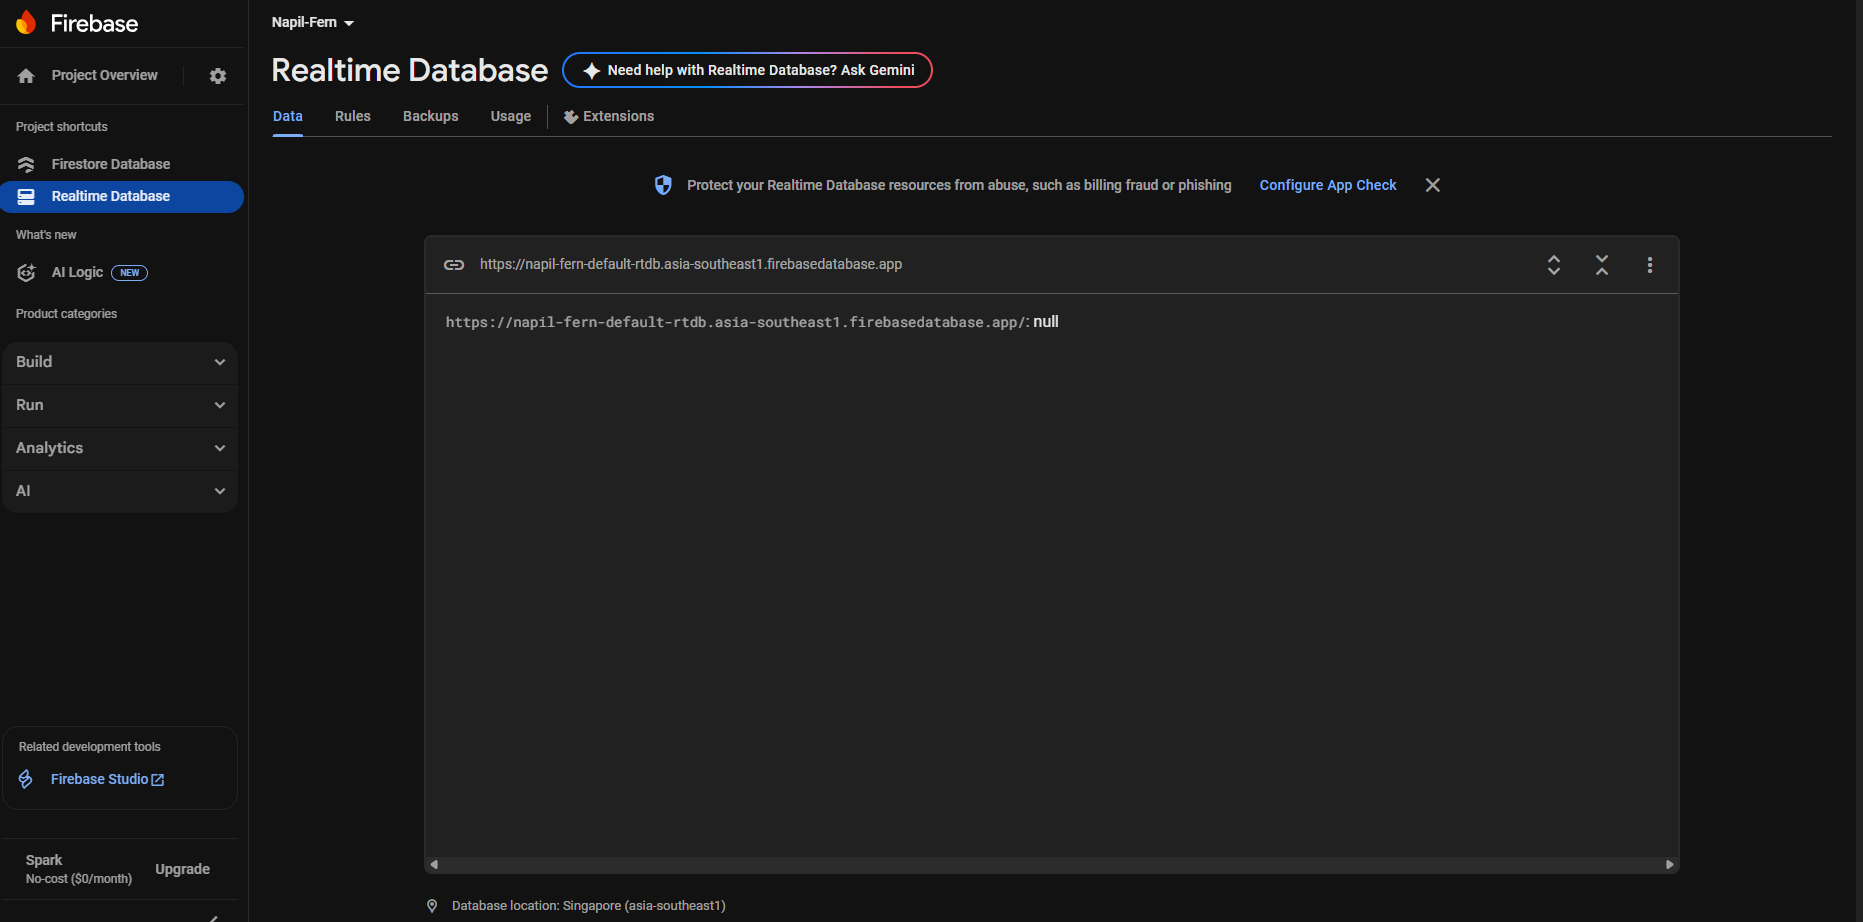 Firebase
Project Overview
Project shortcuts
Firestore Database
Realtime Database
What's new
AI Logic NEW
Product categories
Build
Run
Analytics
AI
Related development tools
Firebase Studio
Spark
No-cost ($0/month)
Upgrade
Napil-Fern
Realtime Database
Need help with Realtime Database? Ask Gemini
Data Rules Backups Usage Extensions
Protect your Realtime Database resources from abuse, such as billing fraud or phishing Configure App Check
https://napil-fern-default-rtdb.asia-southeast1.firebasedatabase.app
https://napil-fern-default-rtdb.asia-southeast1.firebasedatabase.app/: null
Database location: Singapore (asia-southeast1)